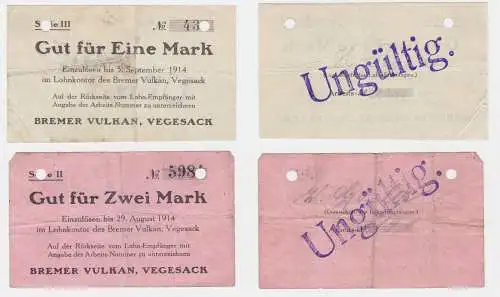 Serie III № 43
Gut für Eine Mark
Einzulösen bis 5. September 1914
im Lohnkontor des Bremer Vulkan, Vegesack
Auf der Rückseite vom Lohn-Empfänger mit
Angabe der Arbeits-Nummer zu unterzeichnen
BREMER VULKAN, VEGESACK
Ungültig.
Serie II № 598
Gut für Zwei Mark
Einzulösen bis 29. August 1914
im Lohnkontor des Bremer Vulkan, Vegesack
Auf der Rückseite vom Lohn-Empfänger mit
Angabe der Arbeits-Nummer zu unterzeichnen
BREMER VULKAN, VEGESACK
Ungültig.